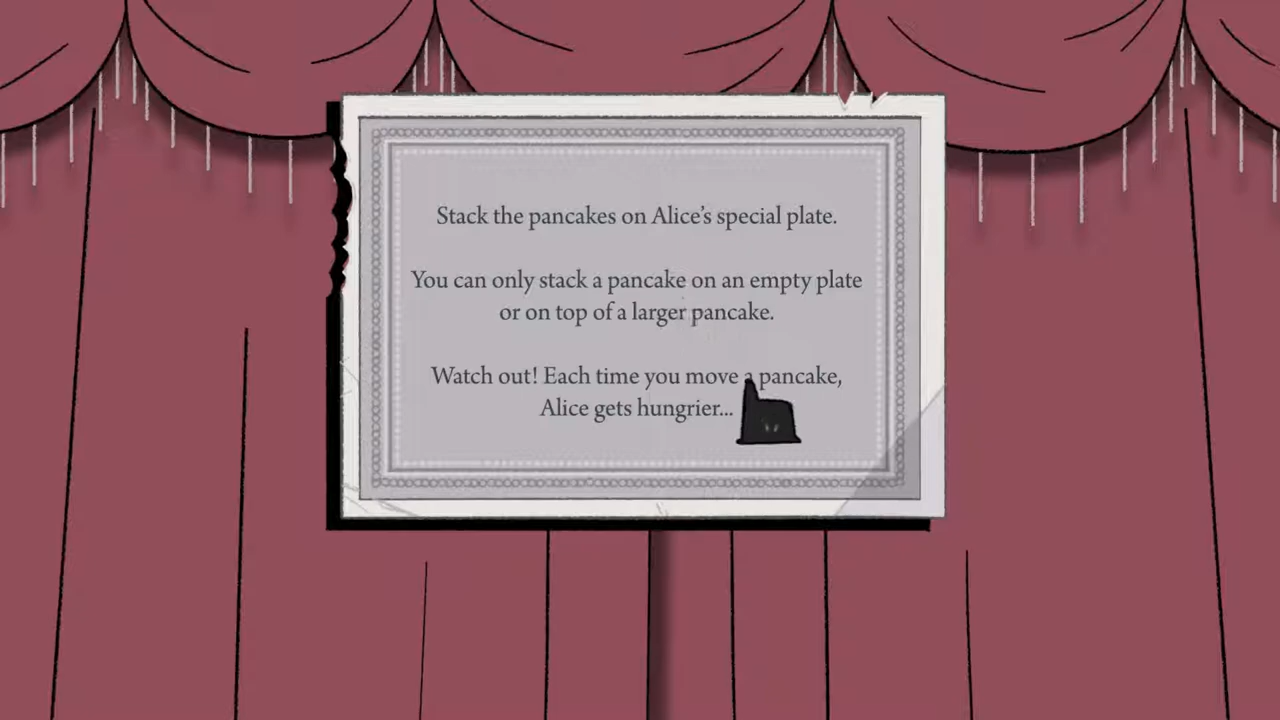 Stack the pancakes on Alice's special plate.
You can only stack a pancake on an empty plate
or on top of a larger pancake.
Watch out! Each time you move a pancake,
Alice gets hungrier...